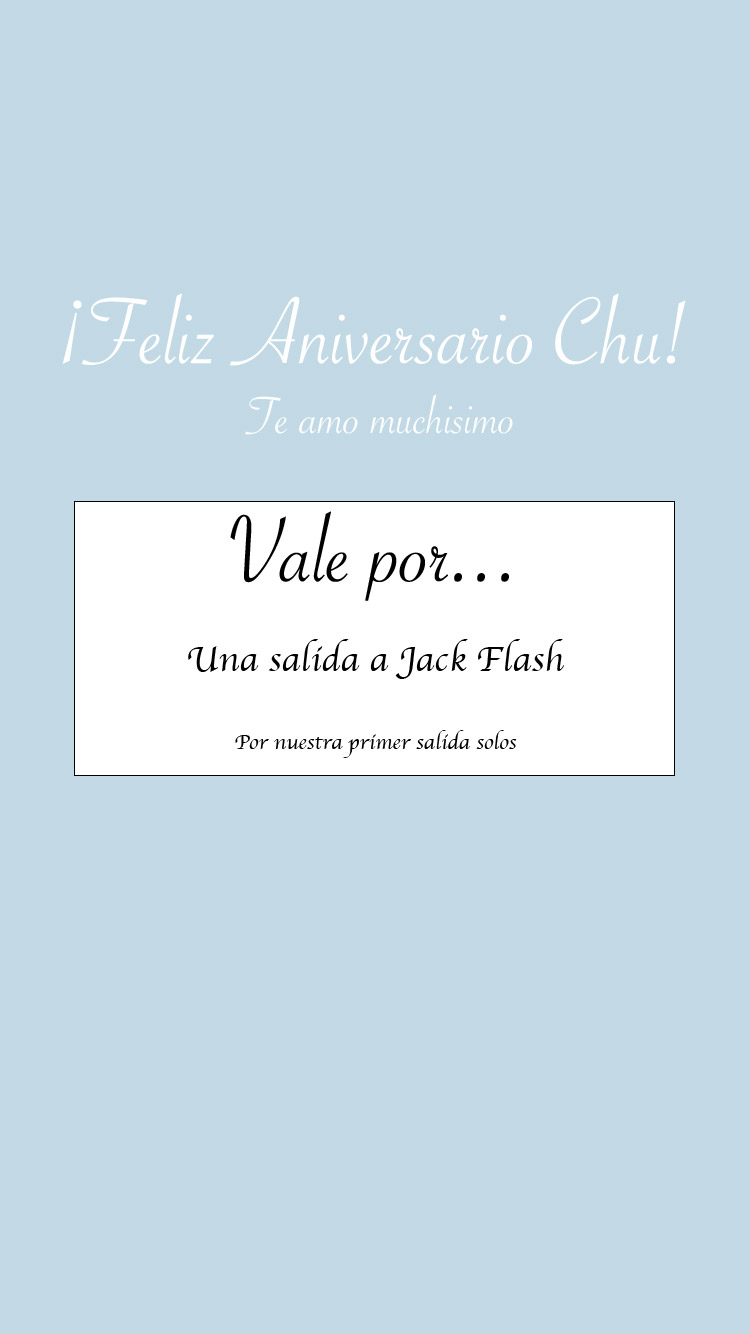 ¡Feliz Aniversario Chu!
Te amo muchisimo
Vale por...
Una salida a Jack Flash
Por nuestra primer salida solos